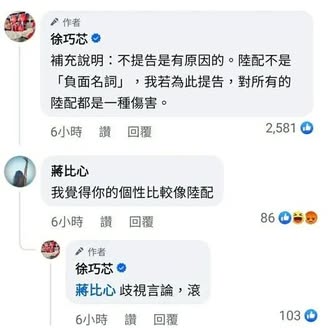 作者
徐巧芯
補充說明：不提告是有原因的。陸配不是
「負面名詞」，我若為此提告，對所有的
陸配都是一種傷害。
6小時 讚 回覆 2,581
蔣比心
我覺得你的個性比較像陸配
6小時 讚 回覆 86
作者
徐巧芯
蔣比心 歧視言論，滾
6小時 讚 回覆 103